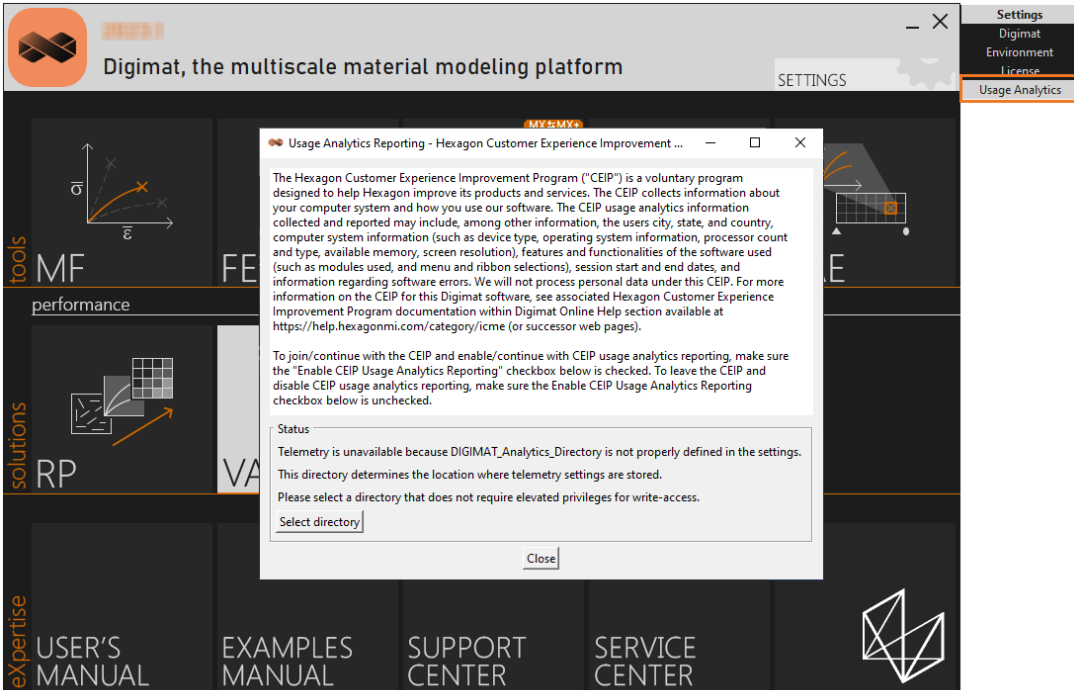 Digimat, the multiscale material modeling platform
SETTINGS
Settings
Digimat
Environment
License
Usage Analytics
MX⇆MX+
Usage Analytics Reporting - Hexagon Customer Experience Improvement ...
The Hexagon Customer Experience Improvement Program ("CEIP") is a voluntary program
designed to help Hexagon improve its products and services. The CEIP collects information about
your computer system and how you use our software. The CEIP usage analytics information
collected and reported may include, among other information, the users city, state, and country,
computer system information (such as device type, operating system information, processor count
and type, available memory, screen resolution), features and functionalities of the software used
(such as modules used, and menu and ribbon selections), session start and end dates, and
information regarding software errors. We will not process personal data under this CEIP. For more
information on the CEIP for this Digimat software, see associated Hexagon Customer Experience
Improvement Program documentation within Digimat Online Help section available at
https://help.hexagonmi.com/category/icme (or successor web pages).
To join/continue with the CEIP and enable/continue with CEIP usage analytics reporting, make sure
the "Enable CEIP Usage Analytics Reporting" checkbox below is checked. To leave the CEIP and
disable CEIP usage analytics reporting, make sure the Enable CEIP Usage Analytics Reporting
checkbox below is unchecked.
Status
Telemetry is unavailable because DIGIMAT_Analytics_Directory is not properly defined in the settings.
This directory determines the location where telemetry settings are stored.
Please select a directory that does not require elevated privileges for write-access.
Select directory
Close
tools
σ̅
ε̅
MF
FE
E
performance
solutions
RP
VA
eXpertise
USER'S
MANUAL
EXAMPLES
MANUAL
SUPPORT
CENTER
SERVICE
CENTER